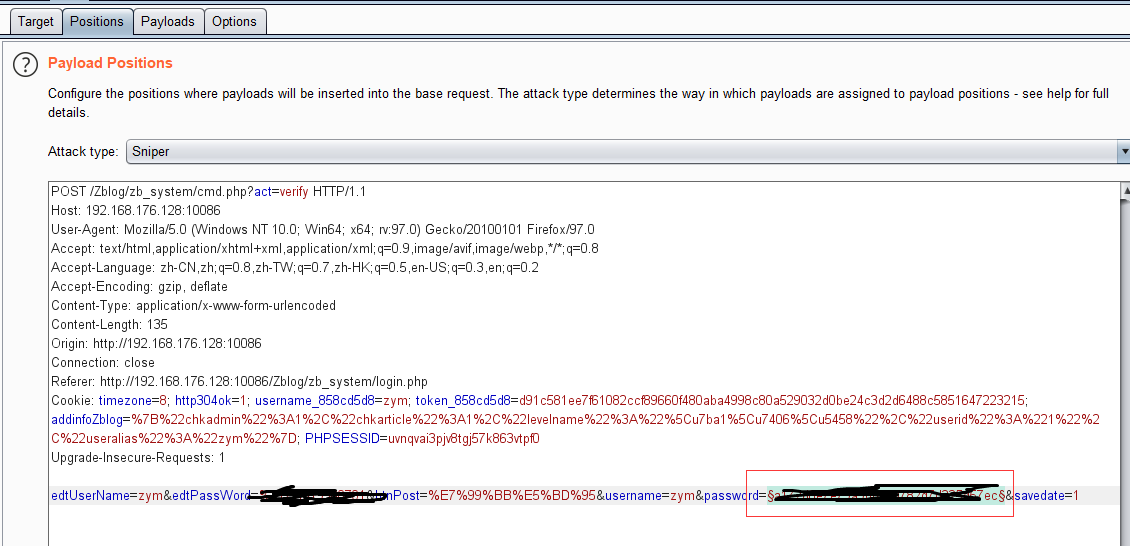 Target Positions Payloads Options
? Payload Positions
Configure the positions where payloads will be inserted into the base request. The attack type determines the way in which payloads are assigned to payload positions - see help for full
details.
Attack type: Sniper
POST /Zblog/zb_system/cmd.php?act=verify HTTP/1.1
Host: 192.168.176.128:10086
User-Agent: Mozilla/5.0 (Windows NT 10.0; Win64; x64; rv:97.0) Gecko/20100101 Firefox/97.0
Accept: text/html,application/xhtml+xml,application/xml;q=0.9,image/avif,image/webp,*/*;q=0.8
Accept-Language: zh-CN,zh;q=0.8,zh-TW;q=0.7,zh-HK;q=0.5,en-US;q=0.3,en;q=0.2
Accept-Encoding: gzip, deflate
Content-Type: application/x-www-form-urlencoded
Content-Length: 135
Origin: http://192.168.176.128:10086
Connection: close
Referer: http://192.168.176.128:10086/Zblog/zb_system/login.php
Cookie: timezone=8; http304ok=1; username_858cd5d8=zym; token_858cd5d8=d91c581ee7f61082ccf89660f480aba4998c80a529032d0be24c3d2d6488c5851647223215;
addinfoZblog=%7B%22chkadmin%22%3A1%2C%22chkarticle%22%3A1%2C%22levelname%22%3A%22%5Cu7ba1%5Cu7406%5Cu5458%22%2C%22userid%22%3A%221%22%2
C%22useralias%22%3A%22zym%22%7D; PHPSESSID=uvnqvai3pjv8tgj57k863vtpf0
Upgrade-Insecure-Requests: 1
edtUserName=zym&edtPassWord= nPost=%E7%99%BB%E5%BD%95&username=zym&password=§ ec§&savedate=1